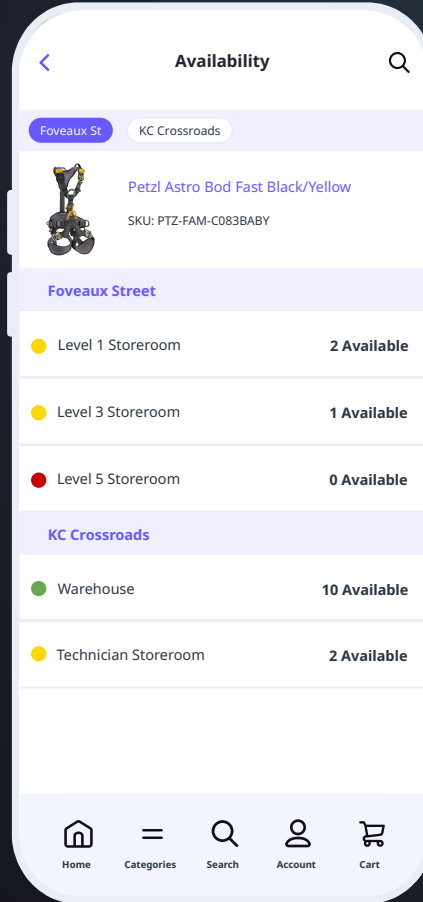 Availability
Foveaux St KC Crossroads
Petzl Astro Bod Fast Black/Yellow
SKU: PTZ-FAM-C083BABY
Foveaux Street
Level 1 Storeroom 2 Available
Level 3 Storeroom 1 Available
Level 5 Storeroom 0 Available
KC Crossroads
Warehouse 10 Available
Technician Storeroom 2 Available
Home Categories Search Account Cart